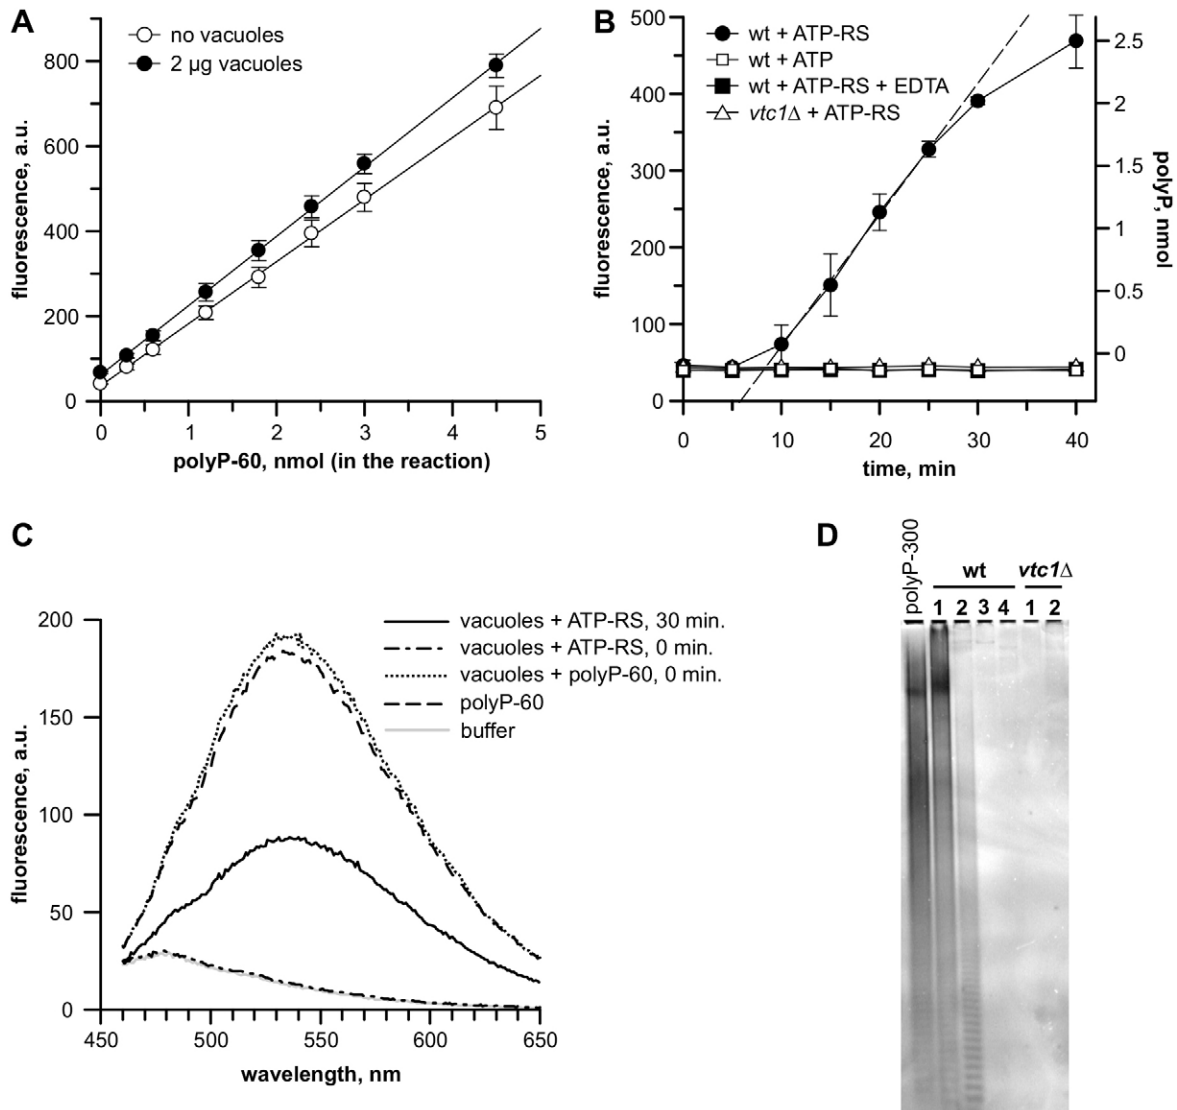 A
no vacuoles
2 µg vacuoles
800
600
400
200
0
fluorescence, a.u.
0 1 2 3 4 5
polyP-60, nmol (in the reaction)
B
wt + ATP-RS
wt + ATP
wt + ATP-RS + EDTA
vtc1Δ + ATP-RS
500
400
300
200
100
0
fluorescence, a.u.
2.5
2
1.5
1
0.5
0
polyP, nmol
0 10 20 30 40
time, min
C
vacuoles + ATP-RS, 30 min.
vacuoles + ATP-RS, 0 min.
vacuoles + polyP-60, 0 min.
polyP-60
buffer
200
150
100
50
0
fluorescence, a.u.
450 500 550 600 650
wavelength, nm
D
polyP-300
wt vtc1Δ
1 2 3 4 1 2